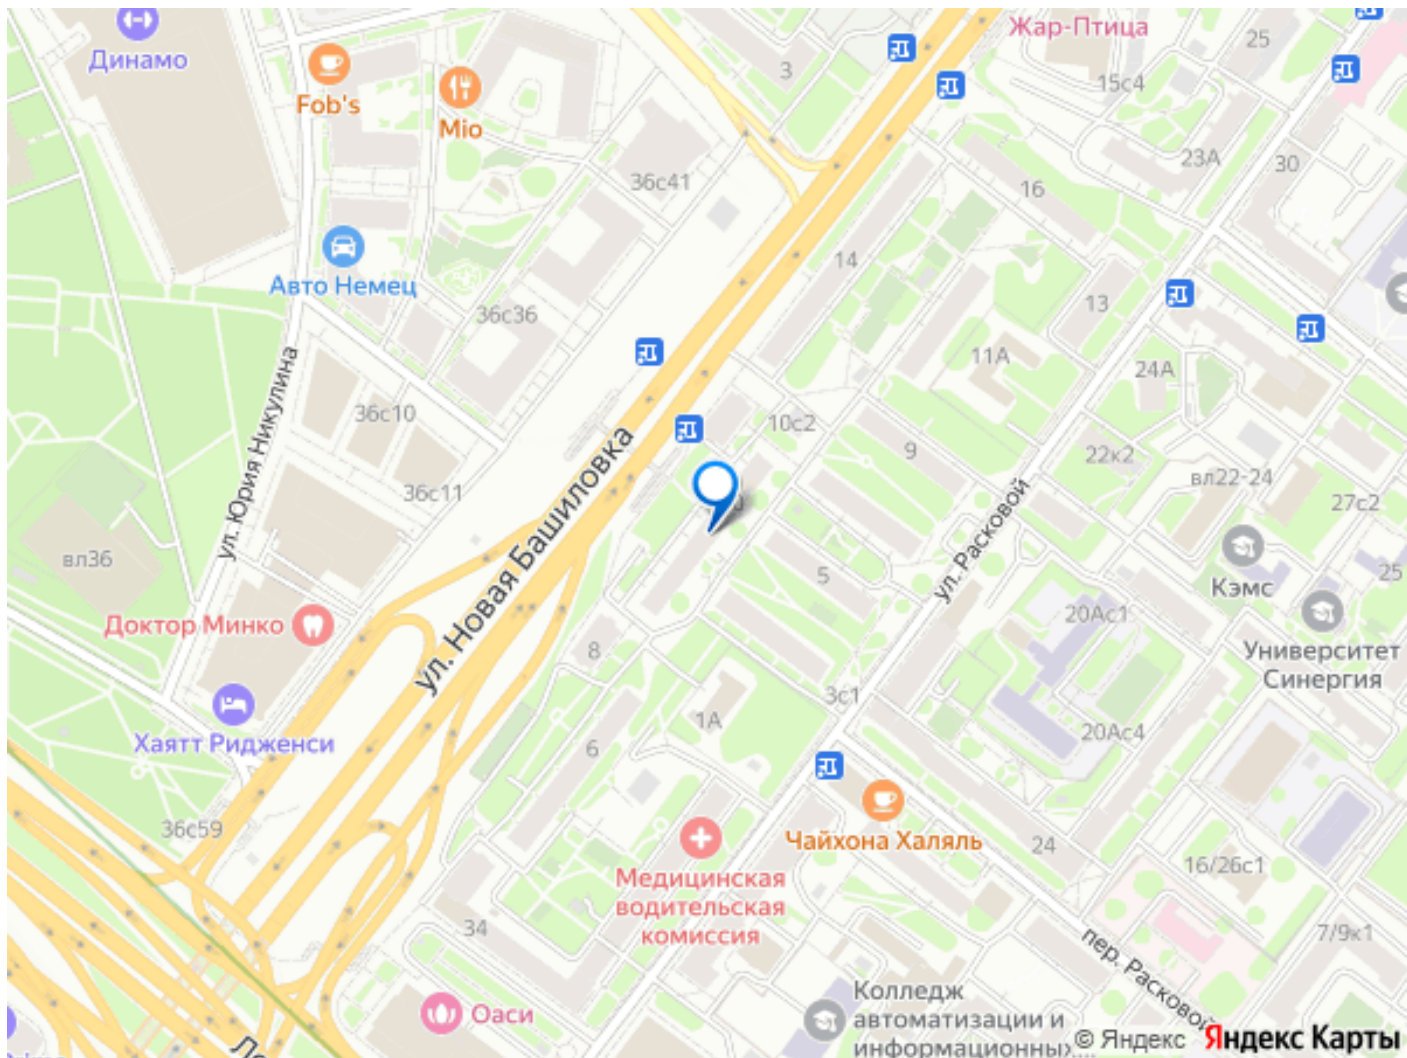 Динамо
Fob's
Mio
Жар-Птица
25
3
15с4
36с41
23А
30
16
Авто Немец
14
36с36
13
11А
24А
ул. Юрия Никулина
36с10
10с2
9
22к2
вл22-24
36с11
27с2
ул. Новая Башиловка
ул. Расковой
вл36
5
Кэмс
25
20Ас1
Доктор Минко
8
Университет
Синергия
3с1
1А
Хаятт Ридженси
6
20Ас4
36с59
Чайхона Халяль
24
16/26с1
Медицинская
водительская
комиссия
34
7/9к1
пер. Расковой
Оаси
Колледж
автоматизации и
информационных...
© Яндекс Яндекс Карты